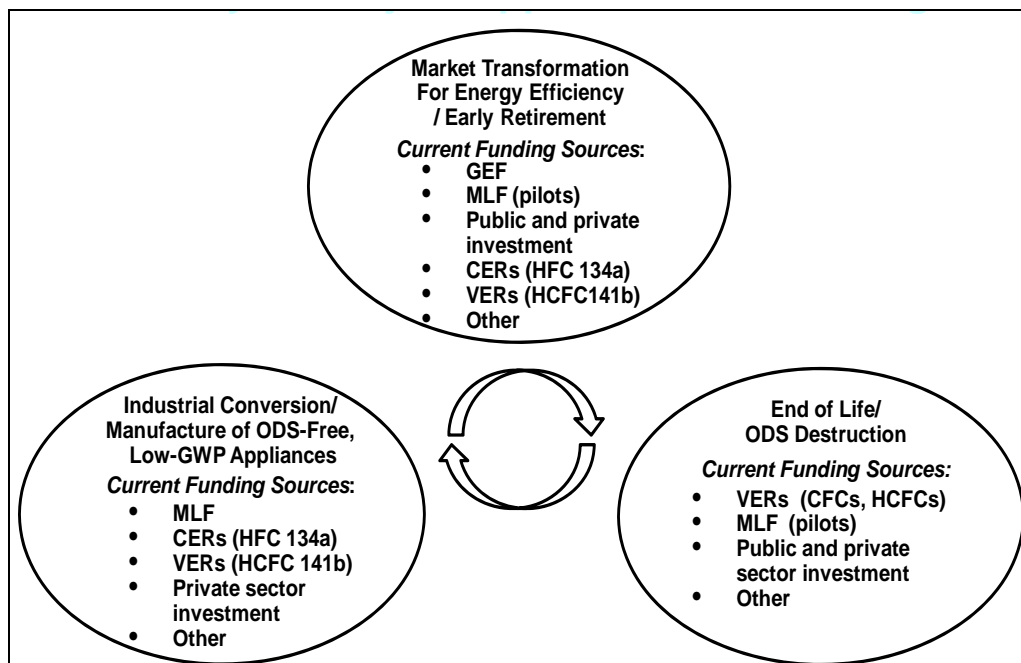 Market Transformation
For Energy Efficiency
/ Early Retirement
Current Funding Sources:
• GEF
• MLF (pilots)
• Public and private
investment
• CERs (HFC 134a)
• VERs (HCFC141b)
• Other
Industrial Conversion/
Manufacture of ODS-Free,
Low-GWP Appliances
Current Funding Sources:
• MLF
• CERs (HFC 134a)
• VERs (HCFC 141b)
• Private sector
investment
• Other
End of Life/
ODS Destruction
Current Funding Sources:
• VERs (CFCs, HCFCs)
• MLF (pilots)
• Public and private
sector investment
• Other